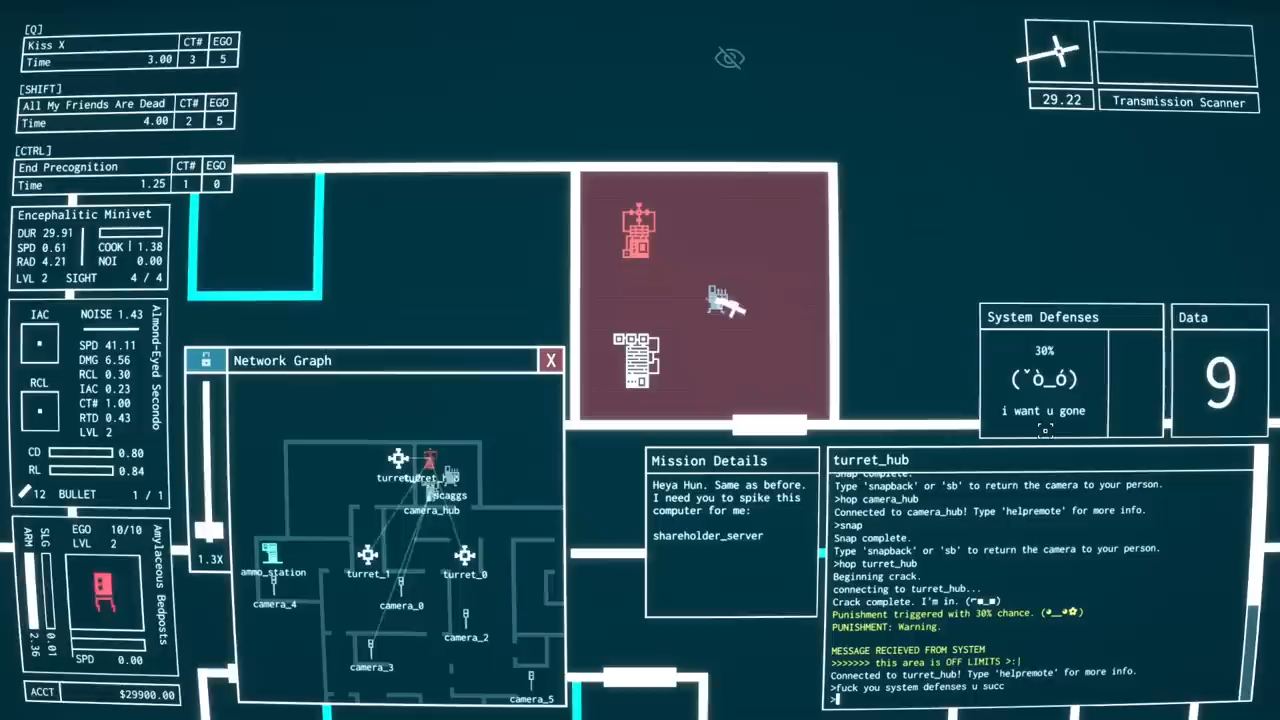 [Q]
Kiss X CT# EGO
Time 3.00 3 5
[SHIFT]
All My Friends Are Dead CT# EGO
Time 4.00 2 5
[CTRL]
End Precognition CT# EGO
Time 1.25 1 0
Encephalitic Minivet
DUR 29.91
SPD 0.61 COOK 1.38
RAD 4.21 NOI 0.00
LVL 2 SIGHT 4 / 4
IAC NOISE 1.43
SPD 41.11
DMG 6.56
RCL RCL 0.30
IAC 0.23
CT# 1.00
RTD 0.43
LVL 2
CD 0.80
RL 0.84
12 BULLET 1 / 1
Almond-Eyed Secondo
ARM SLG EGO 10/10
LVL 2
2.36 0.01
SPD 0.00
Amylaceous Bedposts
ACCT $29900.00
29.22 Transmission Scanner
Network Graph X
1.3X
camera_hub
ammo_station
turret_1
turret_0
camera_4
camera_0
camera_2
camera_3
camera_5
Mission Details
Heya Hun. Same as before.
I need you to spike this
computer for me:
shareholder_server
System Defenses
30%
(`ò_ó)
i want u gone
Data
9
turret_hub
Snap complete.
Type 'snapback' or 'sb' to return the camera to your person.
>hop camera_hub
Connected to camera_hub! Type 'helpremote' for more info.
>snap
Snap complete.
Type 'snapback' or 'sb' to return the camera to your person.
>hop turret_hub
Beginning crack.
connecting to turret_hub...
Crack complete. I'm in. (⌐■_■)
Punishment triggered with 30% chance. (◕__◕✿)
PUNISHMENT: Warning.
MESSAGE RECIEVED FROM SYSTEM
>>>>>>> this area is OFF LIMITS >:|
Connected to turret_hub! Type 'helpremote' for more info.
>fuck you system defenses u succ
>